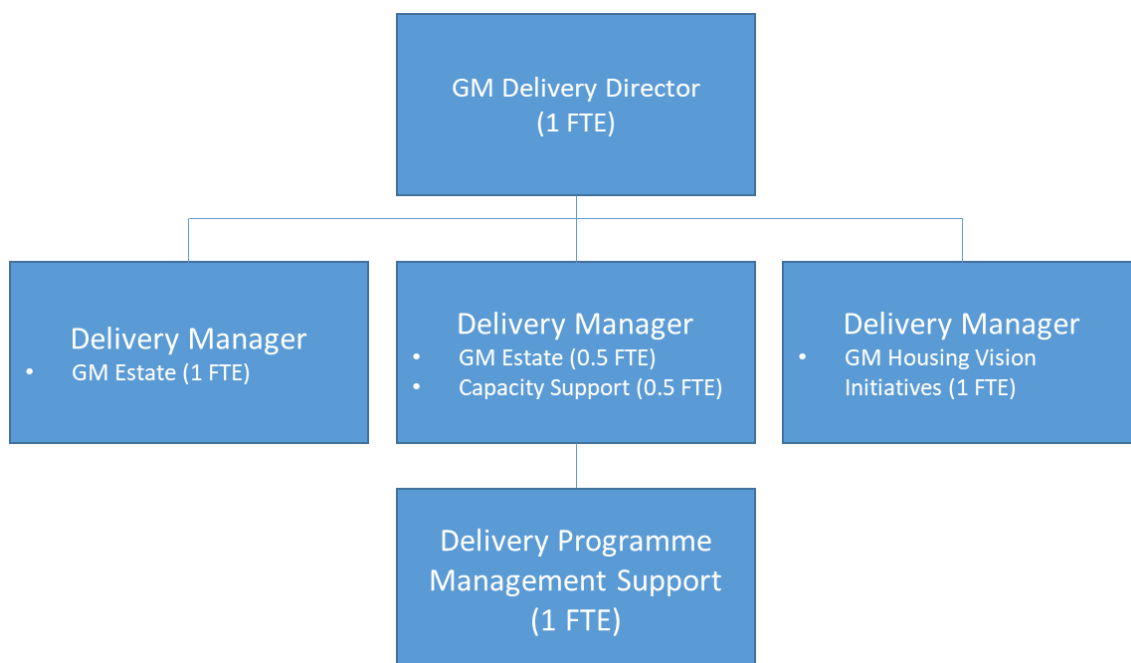 GM Delivery Director
(1 FTE)
Delivery Manager
• GM Estate (1 FTE)
Delivery Manager
• GM Estate (0.5 FTE)
• Capacity Support (0.5 FTE)
Delivery Manager
• GM Housing Vision
Initiatives (1 FTE)
Delivery Programme
Management Support
(1 FTE)